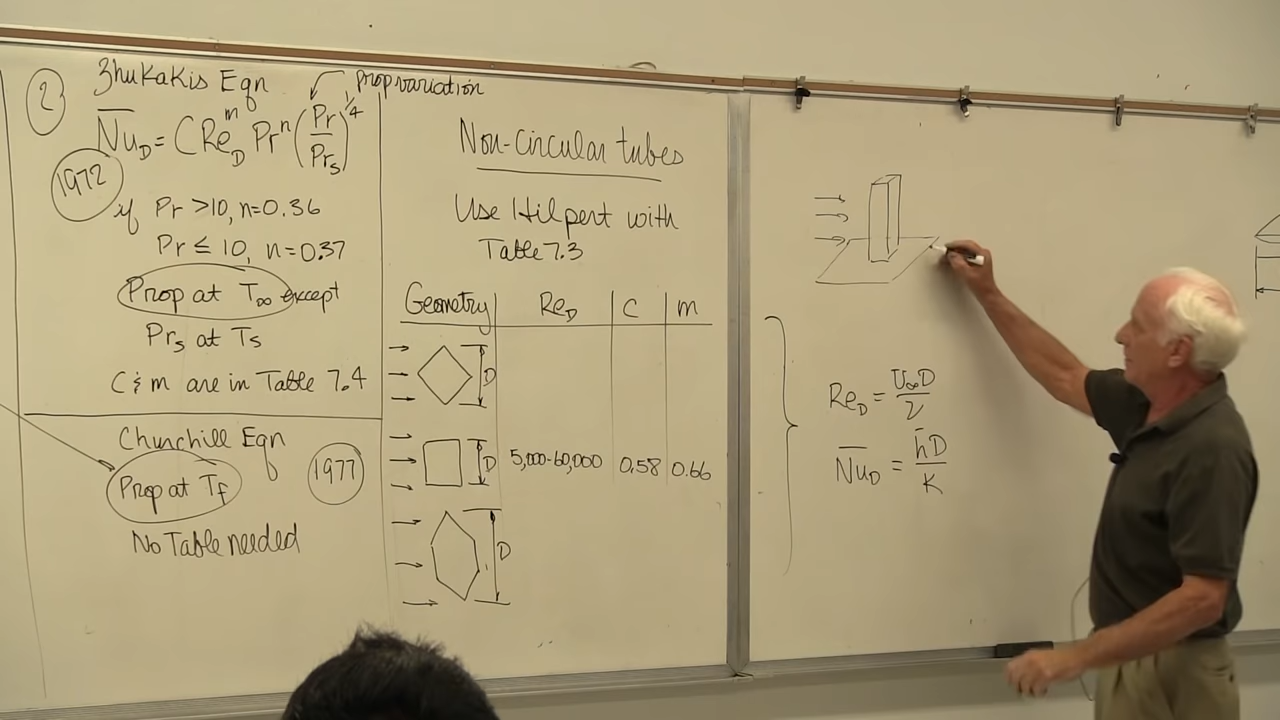 2
Zhukakis Eqn
prop variation
N̅u̅_D = C Re_D^m Pr^n (Pr/Pr_s)^1/4
1972
if Pr >10, n=0.36
Pr ≤ 10, n=0.37
Prop at T∞ except
Pr_s at T_s
C & m are in Table 7.4
Churchill Eqn
1977
Prop at T_f
No Table needed
Non-circular tubes
Use Hilpert with
Table 7.3
Geometry Re_D C m
D
D 5,000-60,000 0.58 0.66
D
Re_D = U∞D/ν
N̅u̅_D = h̅D/K